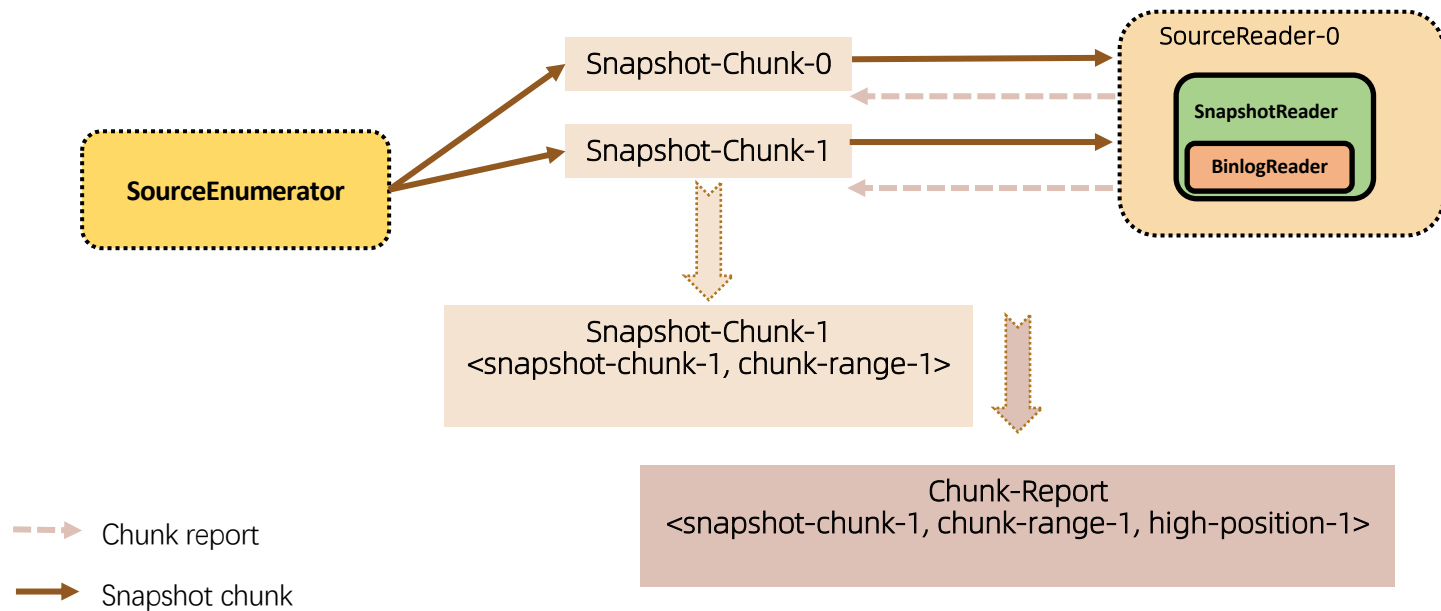 Snapshot-Chunk-0
SourceReader-0
SnapshotReader
BinlogReader
Snapshot-Chunk-1
SourceEnumerator
Snapshot-Chunk-1
<snapshot-chunk-1, chunk-range-1>
Chunk-Report
<snapshot-chunk-1, chunk-range-1, high-position-1>
Chunk report
Snapshot chunk